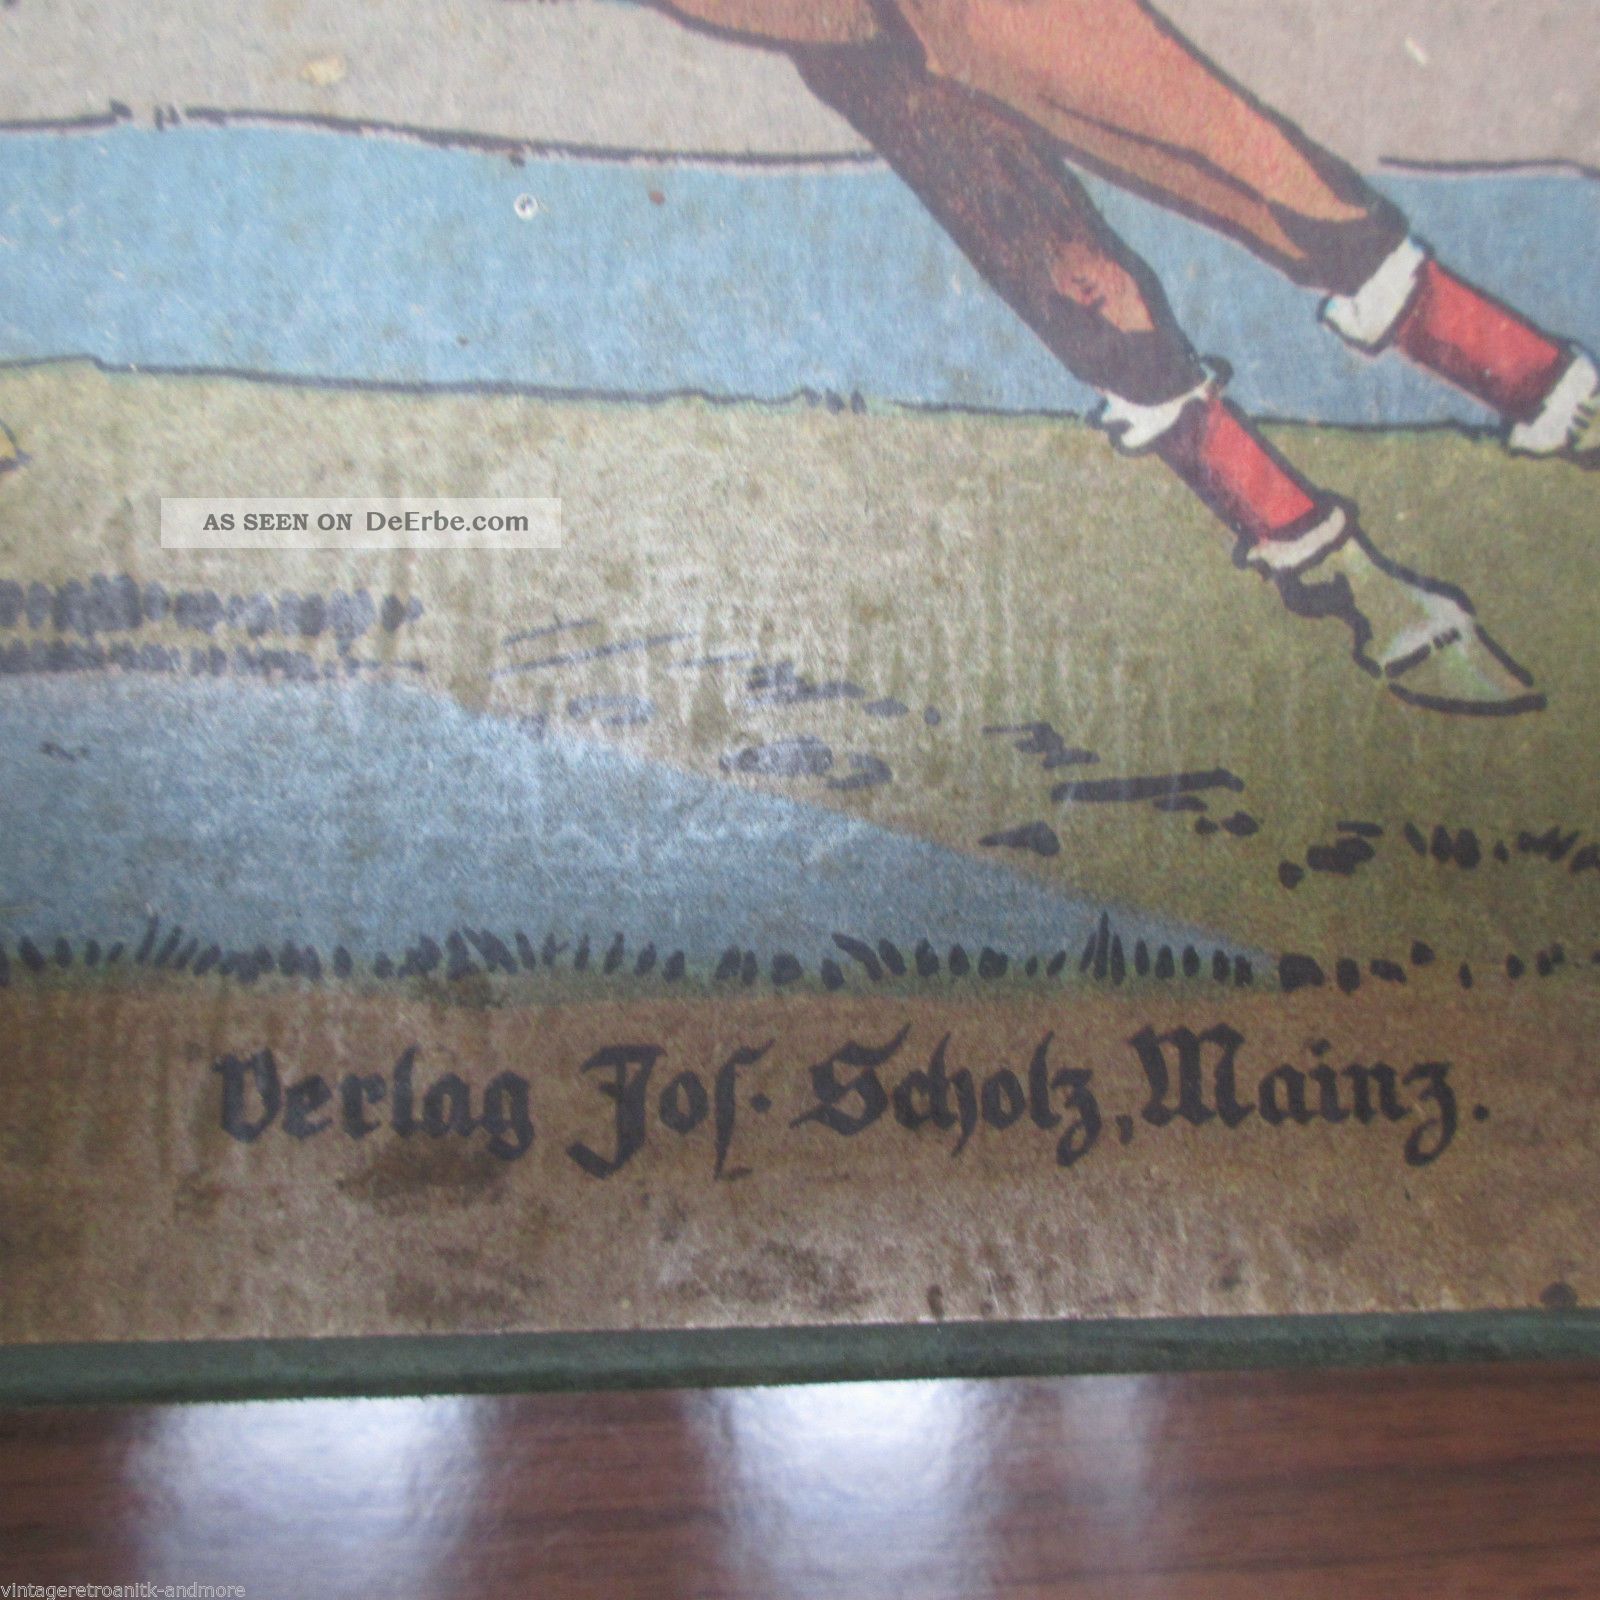 AS SEEN ON DeErbe.com
Verlag Jos. Scholz, Mainz.
vintageretroanitk-andmore